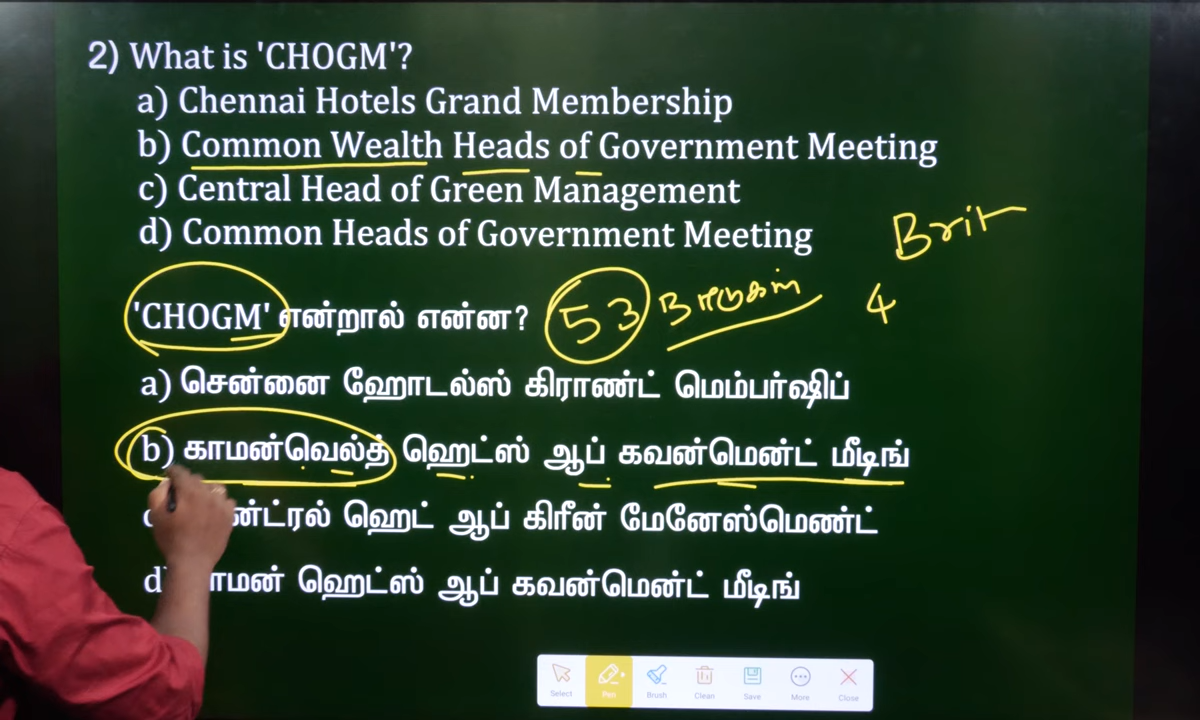 2) What is 'CHOGM'?
a) Chennai Hotels Grand Membership
b) Common Wealth Heads of Government Meeting
c) Central Head of Green Management
d) Common Heads of Government Meeting
Brit
'CHOGM' என்றால் என்ன? 53 நாடுகள் 4
a) சென்னை ஹோடல்ஸ் கிராண்ட் மெம்பர்ஷிப்
b) காமன்வெல்த் ஹெட்ஸ் ஆப் கவன்மென்ட் மீடிங்
ஹெட் ஆப் கிரீன் மேனேஸ்மெண்ட்
d ஹெட்ஸ் ஆப் கவன்மென்ட் மீடிங்
Select Pen Brush Clean Save More Close